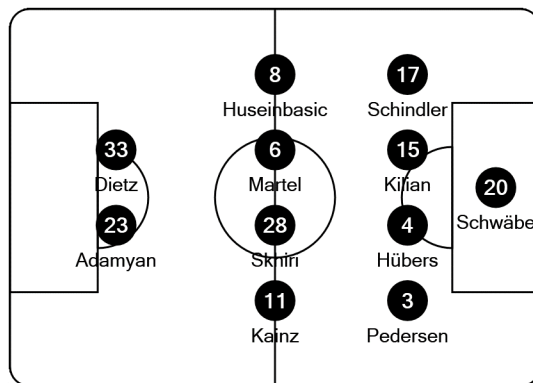 8
Huseinbasic
17
Schindler
33
Dietz
6
Martel
15
Kilian
20
Schwäbe
23
Adamyan
28
Skhiri
4
Hübers
11
Kainz
3
Pedersen